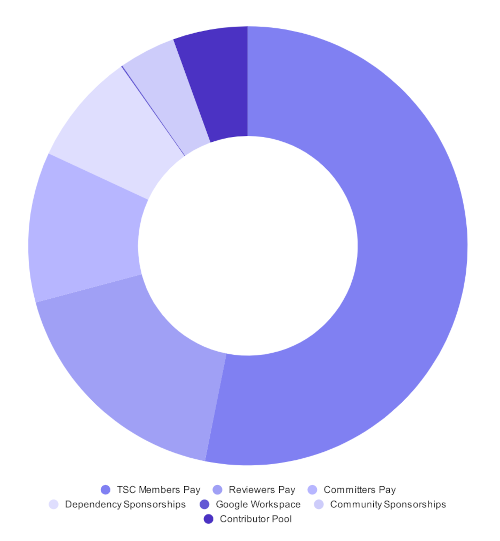 TSC Members Pay Reviewers Pay Committers Pay
Dependency Sponsorships Google Workspace Community Sponsorships
Contributor Pool